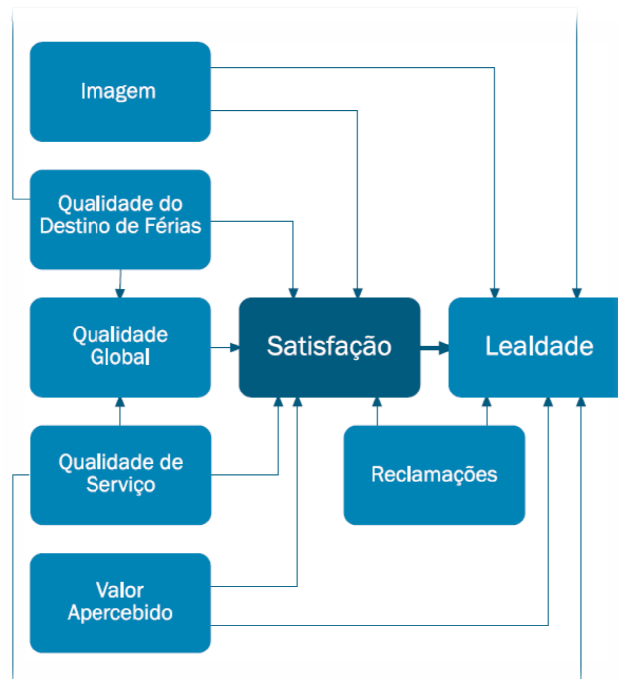 Imagem
Qualidade do
Destino de Férias
Qualidade
Global
Satisfação
Lealdade
Qualidade de
Serviço
Reclamações
Valor
Apercebido